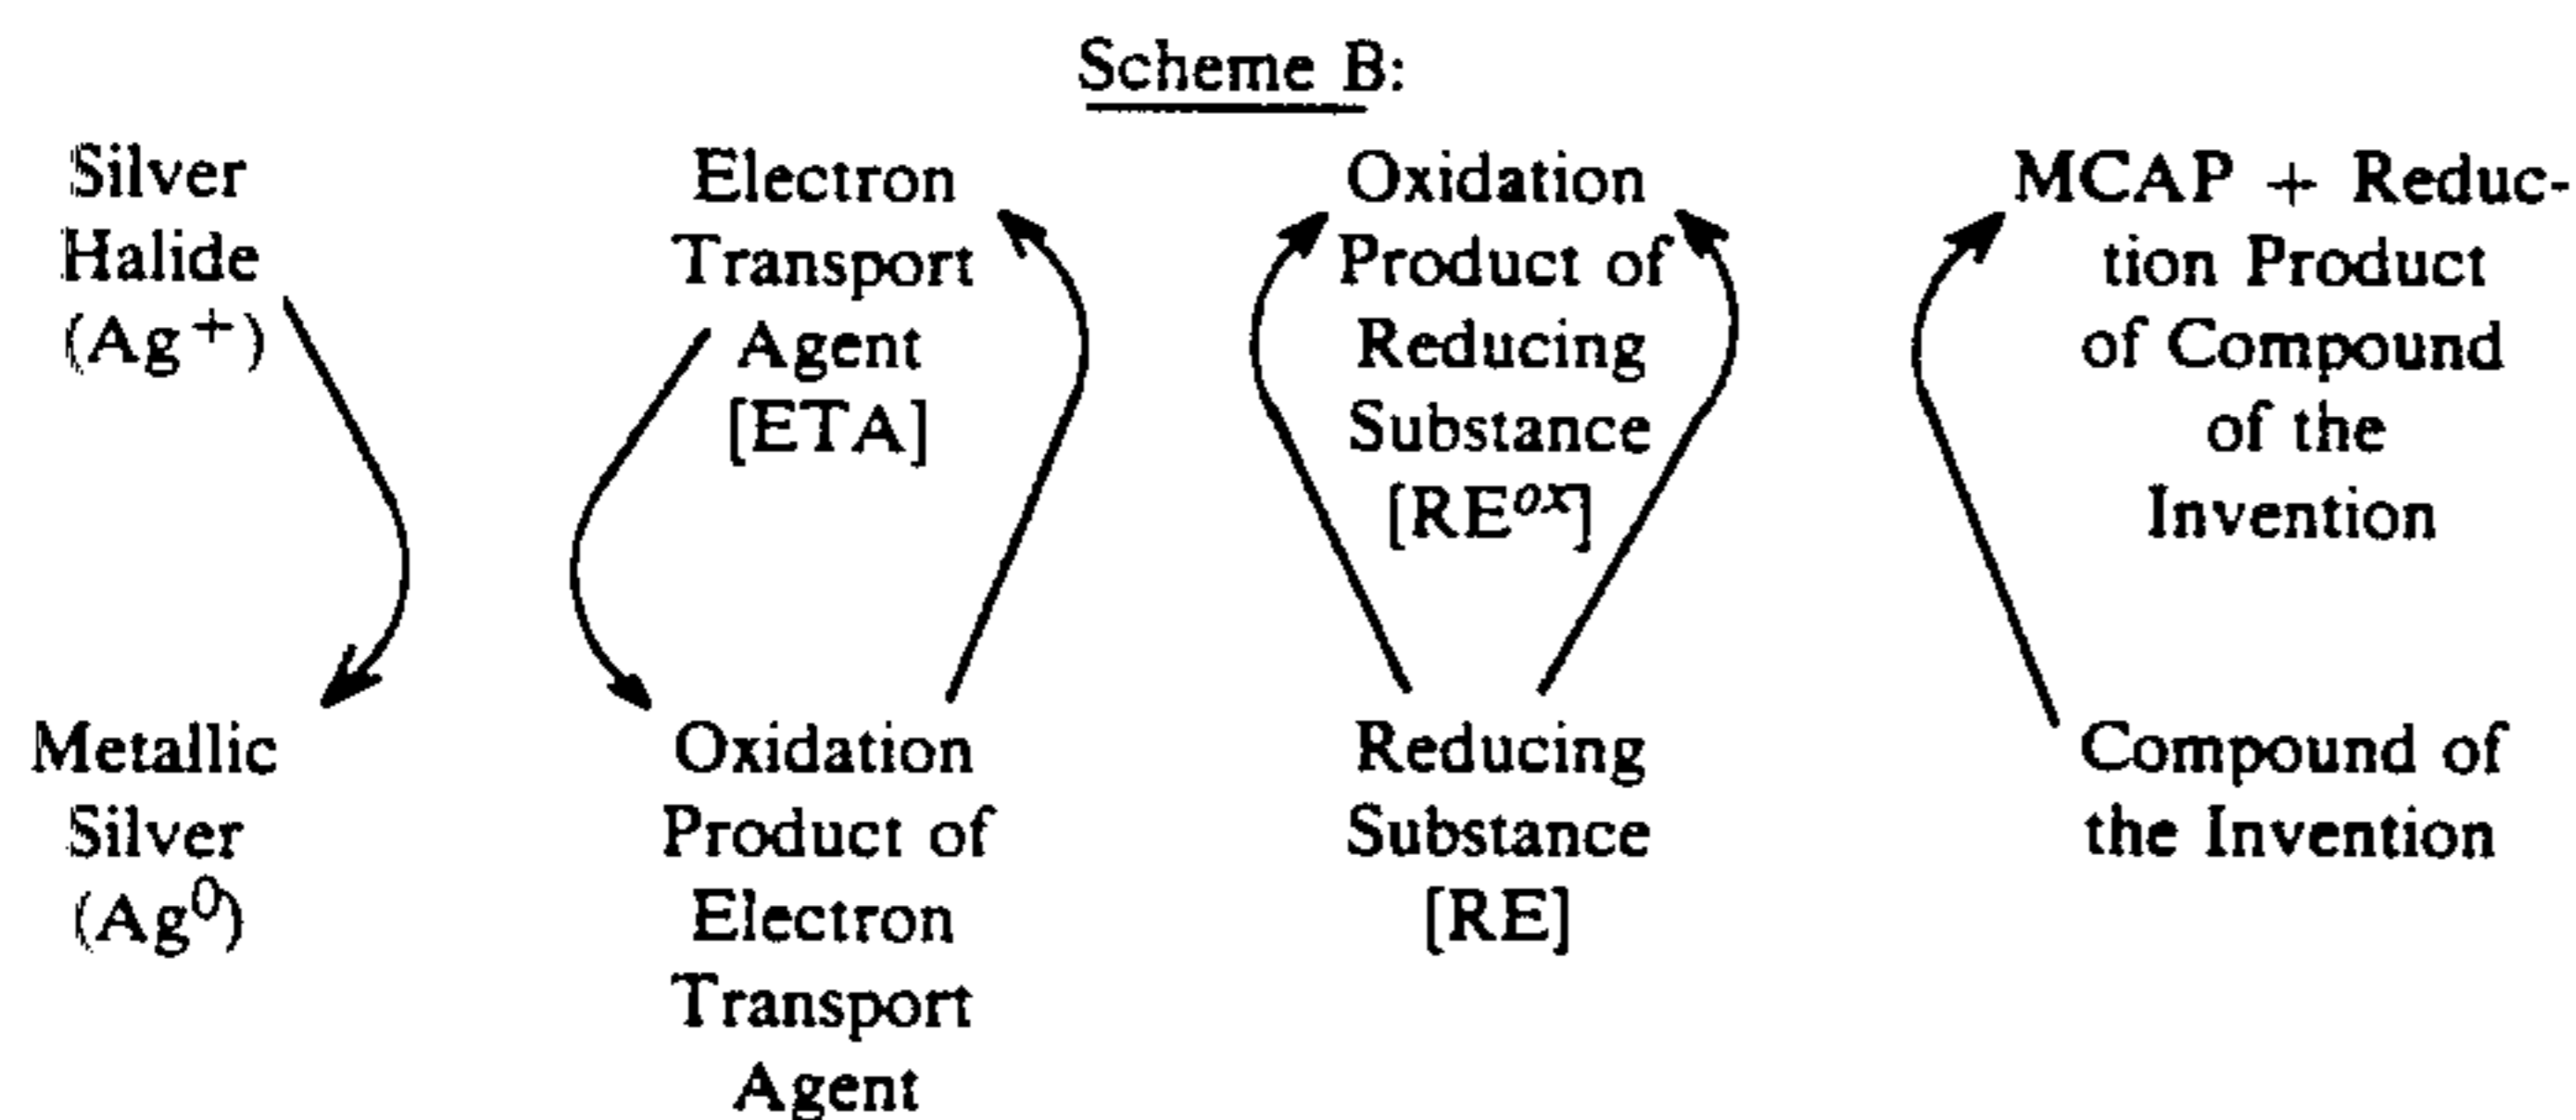 Scheme B:
Silver
Halide
(Ag⁺)
Electron
Transport
Agent
[ETA]
Oxidation
Product of
Reducing
Substance
[REᵒˣ]
MCAP + Reduc-
tion Product
of Compound
of the
Invention
Metallic
Silver
(Ag⁰)
Oxidation
Product of
Electron
Transport
Agent
Reducing
Substance
[RE]
Compound of
the Invention